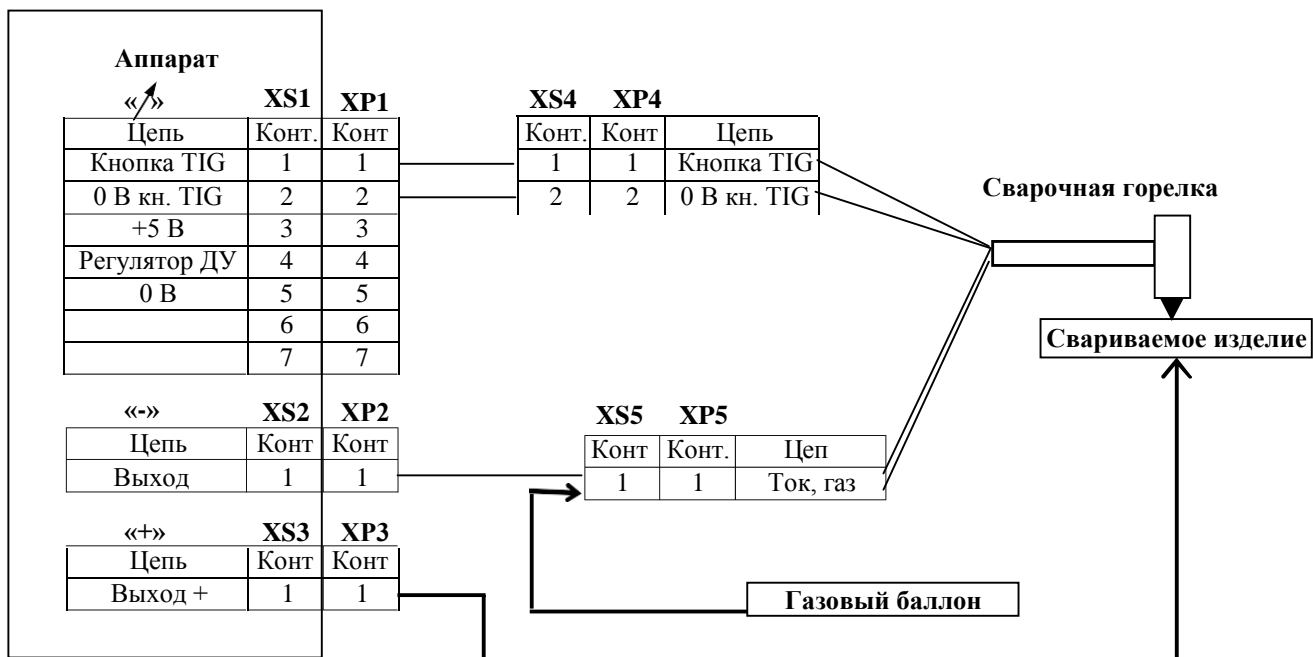 Аппарат
« »
XS1 XP1
Цепь Конт. Конт
Кнопка TIG 1 1
0 В кн. TIG 2 2
+5 В 3 3
Регулятор ДУ 4 4
0 В 5 5
6 6
7 7
XS4 XP4
Конт. Конт Цепь
1 1 Кнопка TIG
2 2 0 В кн. TIG
Сварочная горелка
Свариваемое изделие
«-» XS2 XP2
Цепь Конт Конт
Выход 1 1
XS5 XP5
Конт Конт. Цеп
1 1 Ток, газ
«+» XS3 XP3
Цепь Конт Конт
Выход + 1 1
Газовый баллон